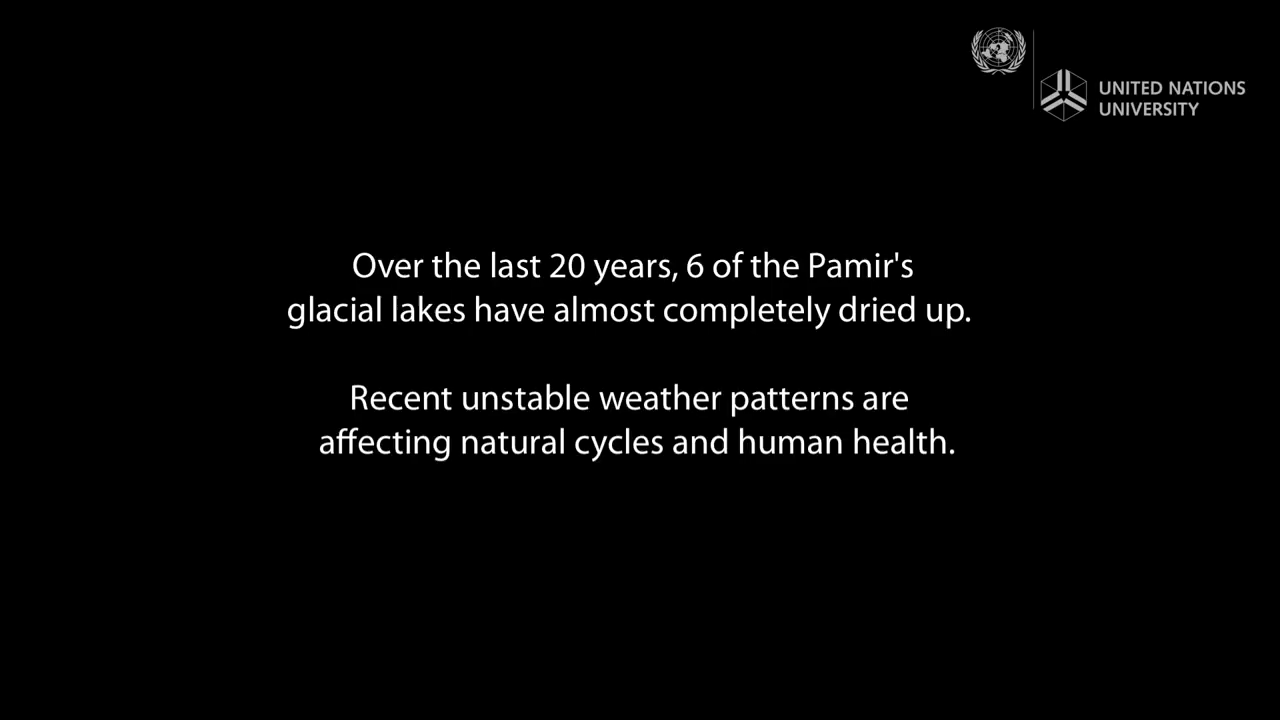 UNITED NATIONS
UNIVERSITY
Over the last 20 years, 6 of the Pamir's
glacial lakes have almost completely dried up.
Recent unstable weather patterns are
affecting natural cycles and human health.